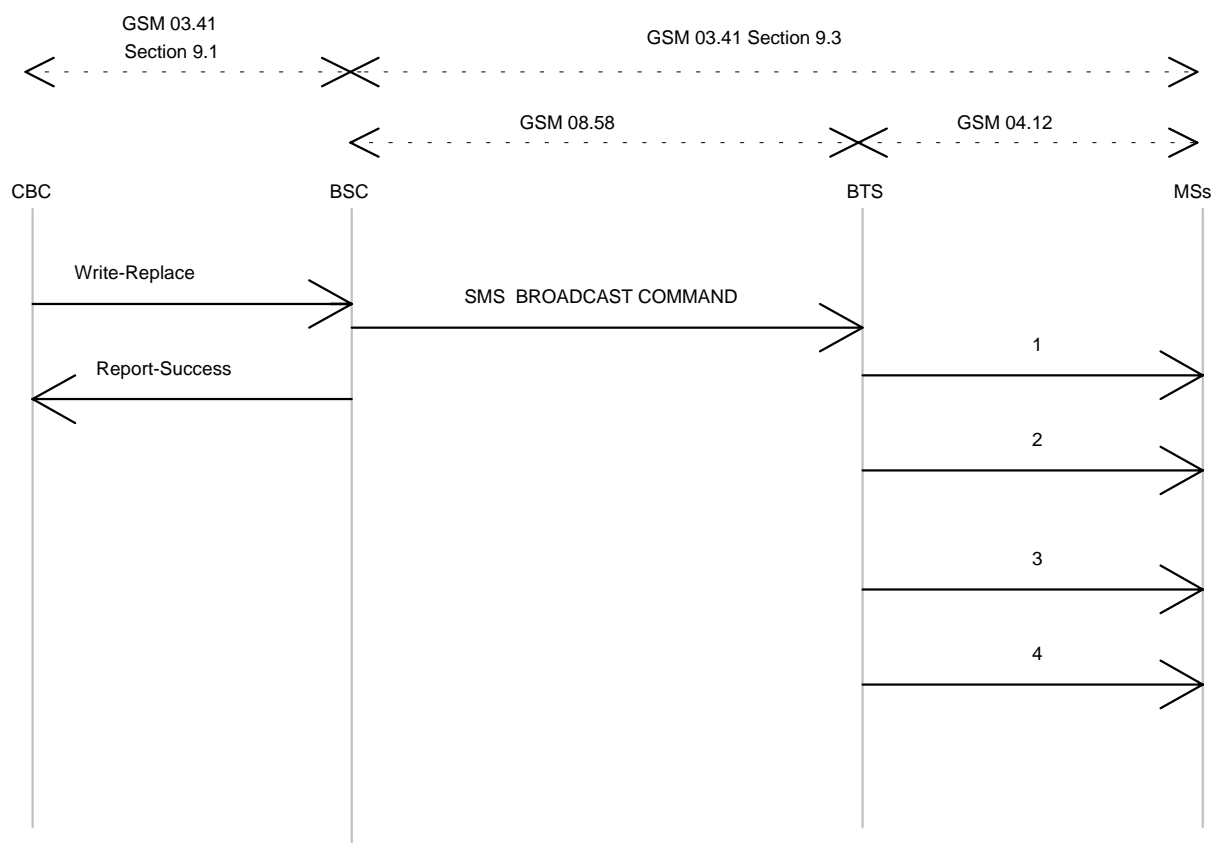 GSM 03.41
Section 9.1
GSM 03.41 Section 9.3
GSM 08.58
GSM 04.12
CBC
BSC
BTS
MSs
Write-Replace
SMS BROADCAST COMMAND
1
Report-Success
2
3
4